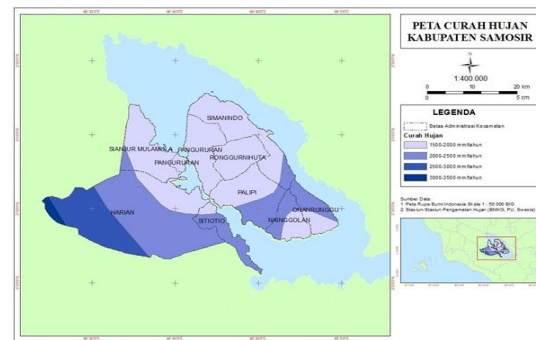 PETA CURAH HUJAN
KABUPATEN SAMOSIR
N
1:400.000
0
10
20 km
5 cm
LEGENDA
Batas Administrasi Kecamatan
Curah Hujan
1500-2000 mm/tahun
2000-2500 mm/tahun
2500-3000 mm/tahun
3000-3500 mm/tahun
Sumber Data:
1. Peta Rupa Bumi Indonesia Skala 1 : 50.000
2. Stasiun-Stasiun Pengamatan Hujan (BMKG, PU, Swasta)
SIMANINDO
SIANJUR MULAMULA
PANGURURAN
RONGGURNIHUTA
PANGURURAN
PALIPI
HARIAN
SITIOTIO
NAINGGOLAN
ONANRUNGGU